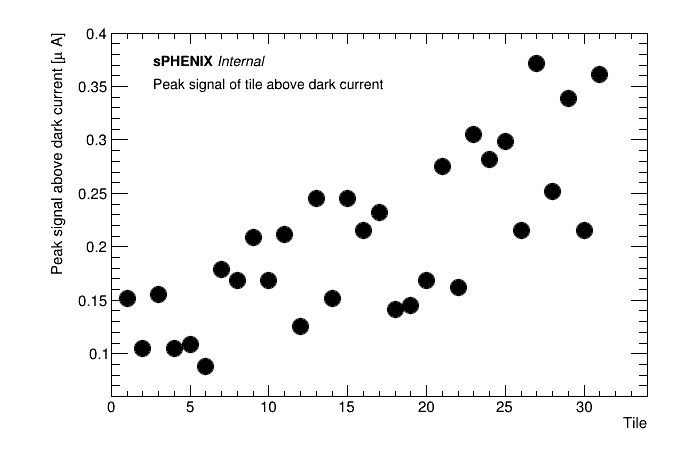 Peak signal above dark current [μ A]
0.4
0.35
0.3
0.25
0.2
0.15
0.1
sPHENIX Internal
Peak signal of tile above dark current
0 5 10 15 20 25 30
Tile